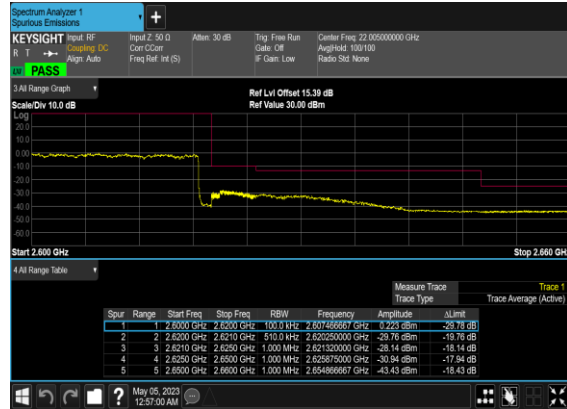 Spectrum Analyzer 1
Spurious Emissions
KEYSIGHT Input: RF Input Z: 50 Ω Atten: 30 dB Trig: Free Run Center Freq: 22.005000000 GHz
R T Coupling: DC Corr CCorr Gate: Off Avg|Hold: 100/100
Align: Auto Freq Ref: Int (S) IF Gain: Low Radio Std: None
PASS
3 All Range Graph
Ref Lvl Offset 15.39 dB
Scale/Div 10.0 dB Ref Value 30.00 dBm
Log
20.0
10.0
0.00
-10.0
-20.0
-30.0
-40.0
-50.0
-60.0
Start 2.600 GHz Stop 2.660 GH
4 All Range Table
Measure Trace Trace 1
Trace Type Trace Average (Active)
Spur Range Start Freq Stop Freq RBW Frequency Amplitude ΔLimit
1 1 2.6000 GHz 2.6200 GHz 100.0 kHz 2.607466667 GHz 0.223 dBm -29.78 dB
2 2 2.6200 GHz 2.6210 GHz 510.0 kHz 2.620250000 GHz -29.76 dBm -19.76 dB
3 3 2.6210 GHz 2.6250 GHz 1.000 MHz 2.621320000 GHz -28.14 dBm -18.14 dB
4 4 2.6250 GHz 2.6500 GHz 1.000 MHz 2.625875000 GHz -30.94 dBm -17.94 dB
5 5 2.6500 GHz 2.6600 GHz 1.000 MHz 2.654866667 GHz -43.43 dBm -18.43 dB
? May 05, 2023
12:57:00 AM